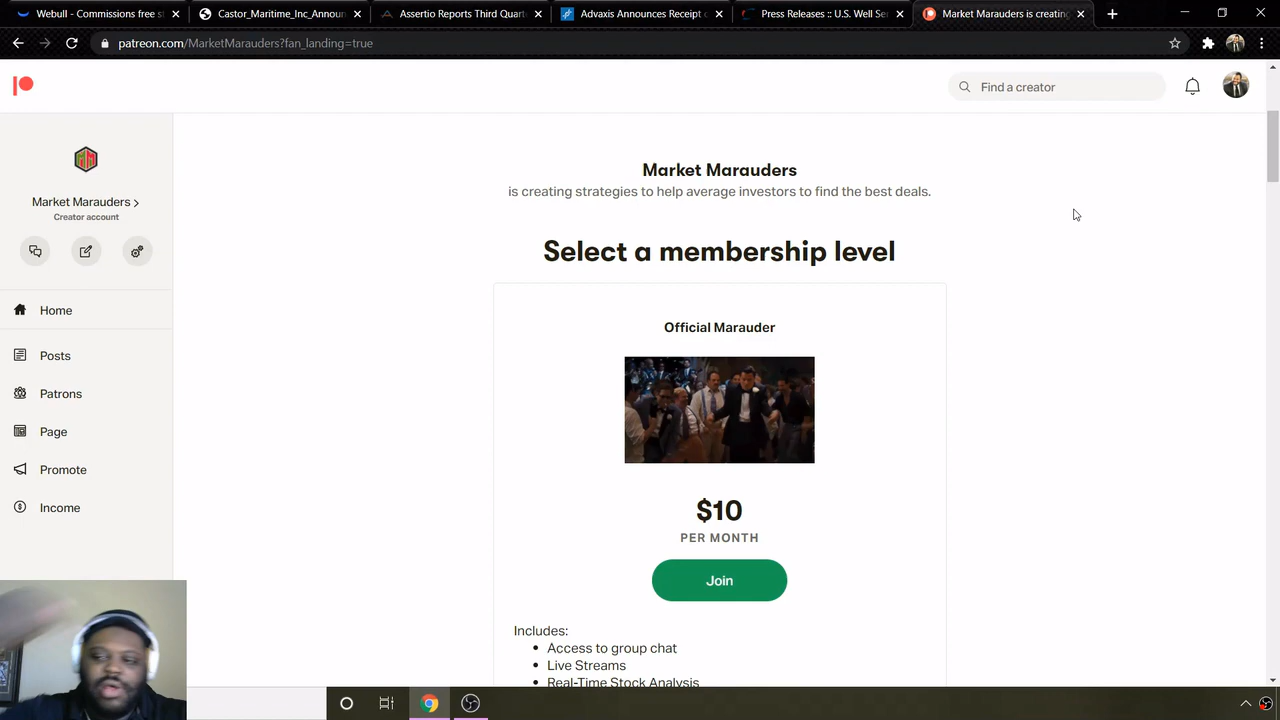 Webull - Commissions free s
Castor_Maritime_Inc_Announ
Assertio Reports Third Quart
Advaxis Announces Receipt o
Press Releases :: U.S. Well Se
Market Marauders is creating
patreon.com/MarketMarauders?fan_landing=true
Find a creator
Market Marauders
Creator account
Home
Posts
Patrons
Page
Promote
Income
Market Marauders
is creating strategies to help average investors to find the best deals.
Select a membership level
Official Marauder
$10
PER MONTH
Join
Includes:
Access to group chat
Live Streams
Real-Time Stock Analysis